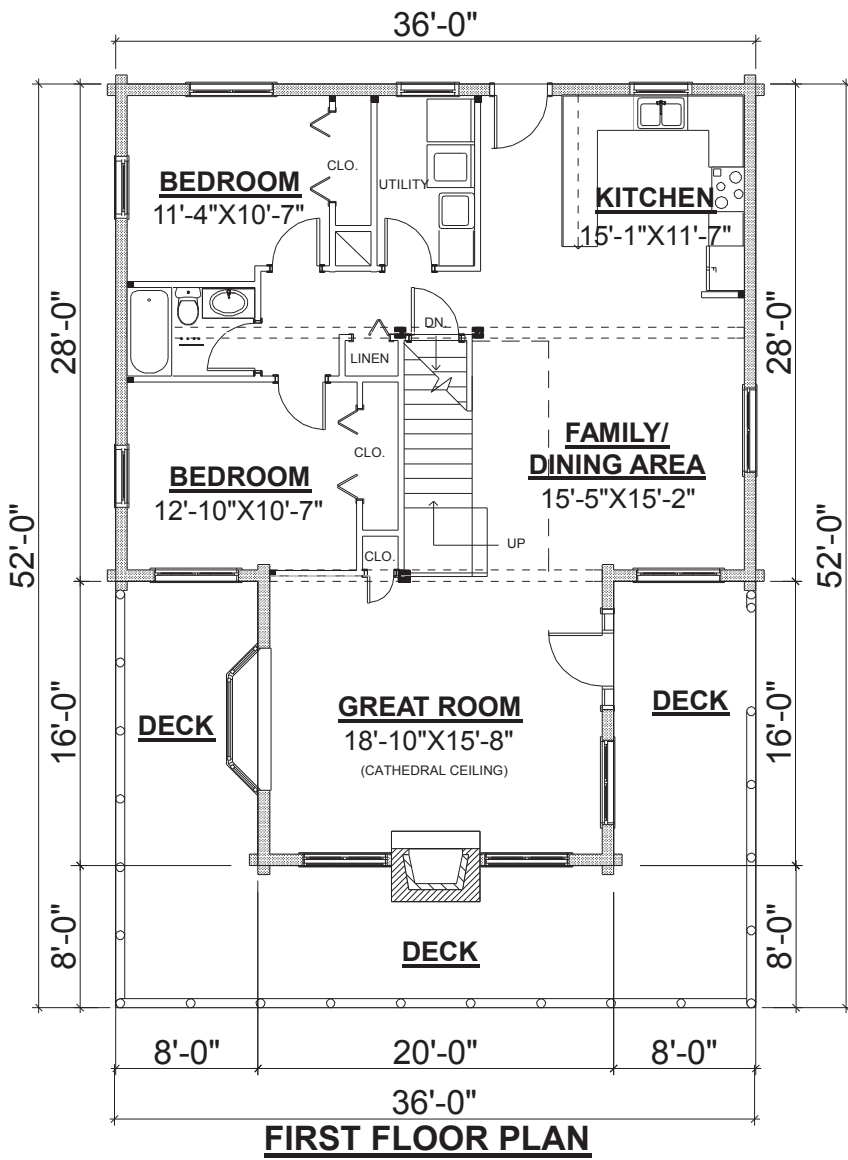 36'-0"
BEDROOM
11'-4"X10'-7"
CLO.
UTILITY
KITCHEN
15'-1"X11'-7"
28'-0"
28'-0"
DN.
LINEN
BEDROOM
12'-10"X10'-7"
CLO.
FAMILY/
DINING AREA
15'-5"X15'-2"
52'-0"
52'-0"
UP
CLO.
DECK
16'-0"
GREAT ROOM
18'-10"X15'-8"
(CATHEDRAL CEILING)
DECK
16'-0"
8'-0"
DECK
8'-0"
8'-0"
20'-0"
8'-0"
36'-0"
FIRST FLOOR PLAN